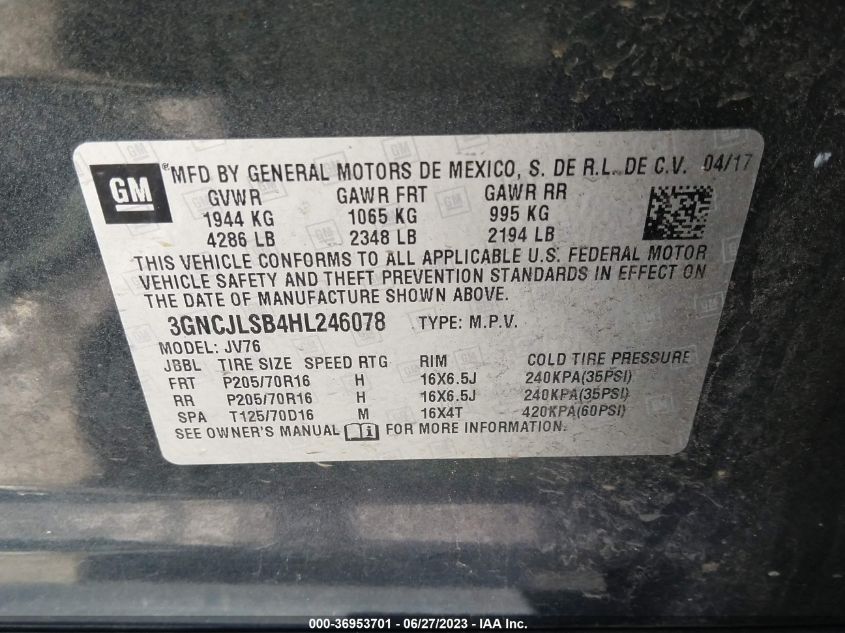 GM
® MFD BY GENERAL MOTORS DE MEXICO, S. DE R.L. DE C.V. 04/17
GVWR GAWR FRT GAWR RR
1944 KG 1065 KG 995 KG
4286 LB 2348 LB 2194 LB
THIS VEHICLE CONFORMS TO ALL APPLICABLE U.S. FEDERAL MOTOR
VEHICLE SAFETY AND THEFT PREVENTION STANDARDS IN EFFECT ON
THE DATE OF MANUFACTURE SHOWN ABOVE.
3GNCJLSB4HL246078 TYPE: M.P.V.
MODEL: JV76
JSBL TIRE SIZE SPEED RTG RIM COLD TIRE PRESSURE
FRT P205/70R16 H 16X6.5J 240KPA(35PSI)
RR P205/70R16 H 16X6.5J 240KPA(35PSI)
SPA T125/70D16 M 16X4T 420KPA(60PSI)
SEE OWNER'S MANUAL i FOR MORE INFORMATION.
000-36953701 - 06/27/2023 - IAA Inc.